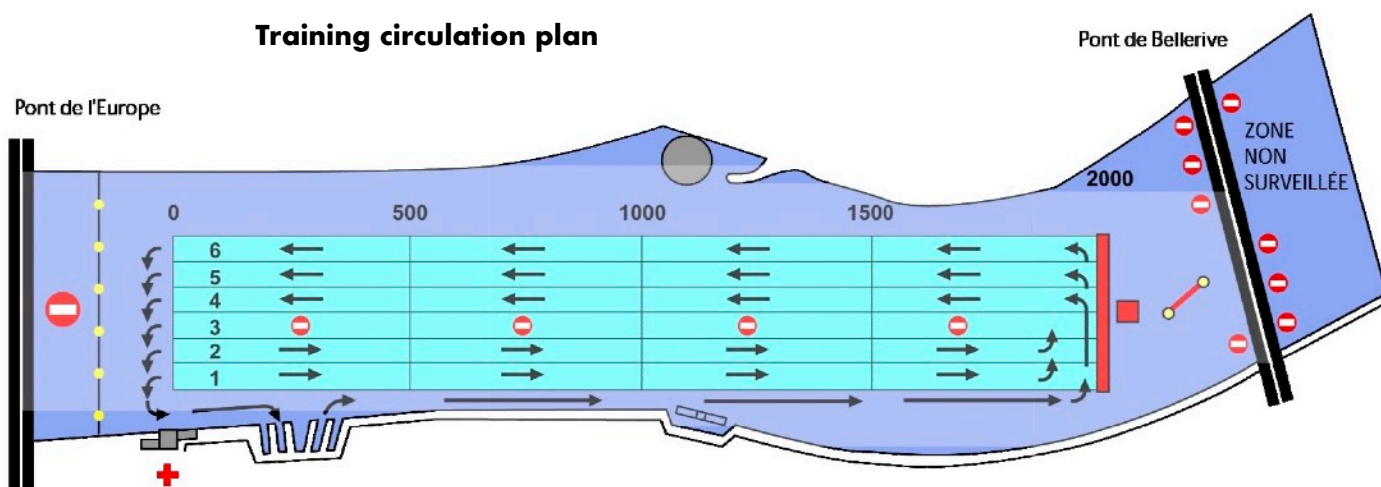 Training circulation plan
Pont de Bellerive
Pont de l'Europe
ZONE
NON
SURVEILLÉE
2000
0 500 1000 1500
6
5
4
3
2
1